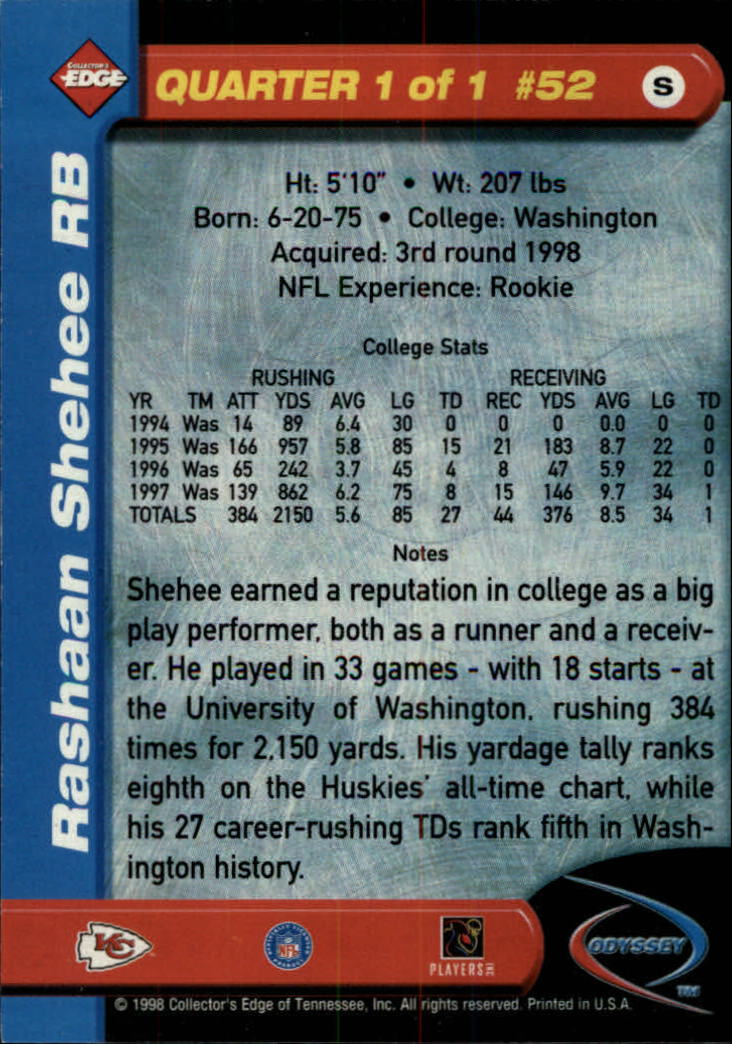 COLLECTOR'S
EDGE
QUARTER 1 of 1 #52 S
Rashaan Shehee RB
Ht: 5'10" • Wt: 207 lbs
Born: 6-20-75 • College: Washington
Acquired: 3rd round 1998
NFL Experience: Rookie
College Stats
RUSHING RECEIVING
YR TM ATT YDS AVG LG TD REC YDS AVG LG TD
1994 Was 14 89 6.4 30 0 0 0 0.0 0 0
1995 Was 166 957 5.8 85 15 21 183 8.7 22 0
1996 Was 65 242 3.7 45 4 8 47 5.9 22 0
1997 Was 139 862 6.2 75 8 15 146 9.7 34 1
TOTALS 384 2150 5.6 85 27 44 376 8.5 34 1
Notes
Shehee earned a reputation in college as a big
play performer, both as a runner and a receiv-
er. He played in 33 games - with 18 starts - at
the University of Washington, rushing 384
times for 2,150 yards. His yardage tally ranks
eighth on the Huskies' all-time chart, while
his 27 career-rushing TDs rank fifth in Wash-
ington history.
KC
NFL
PLAYERS INC
ODYSSEY
TM
© 1998 Collector's Edge of Tennessee, Inc. All rights reserved. Printed in U.S.A.